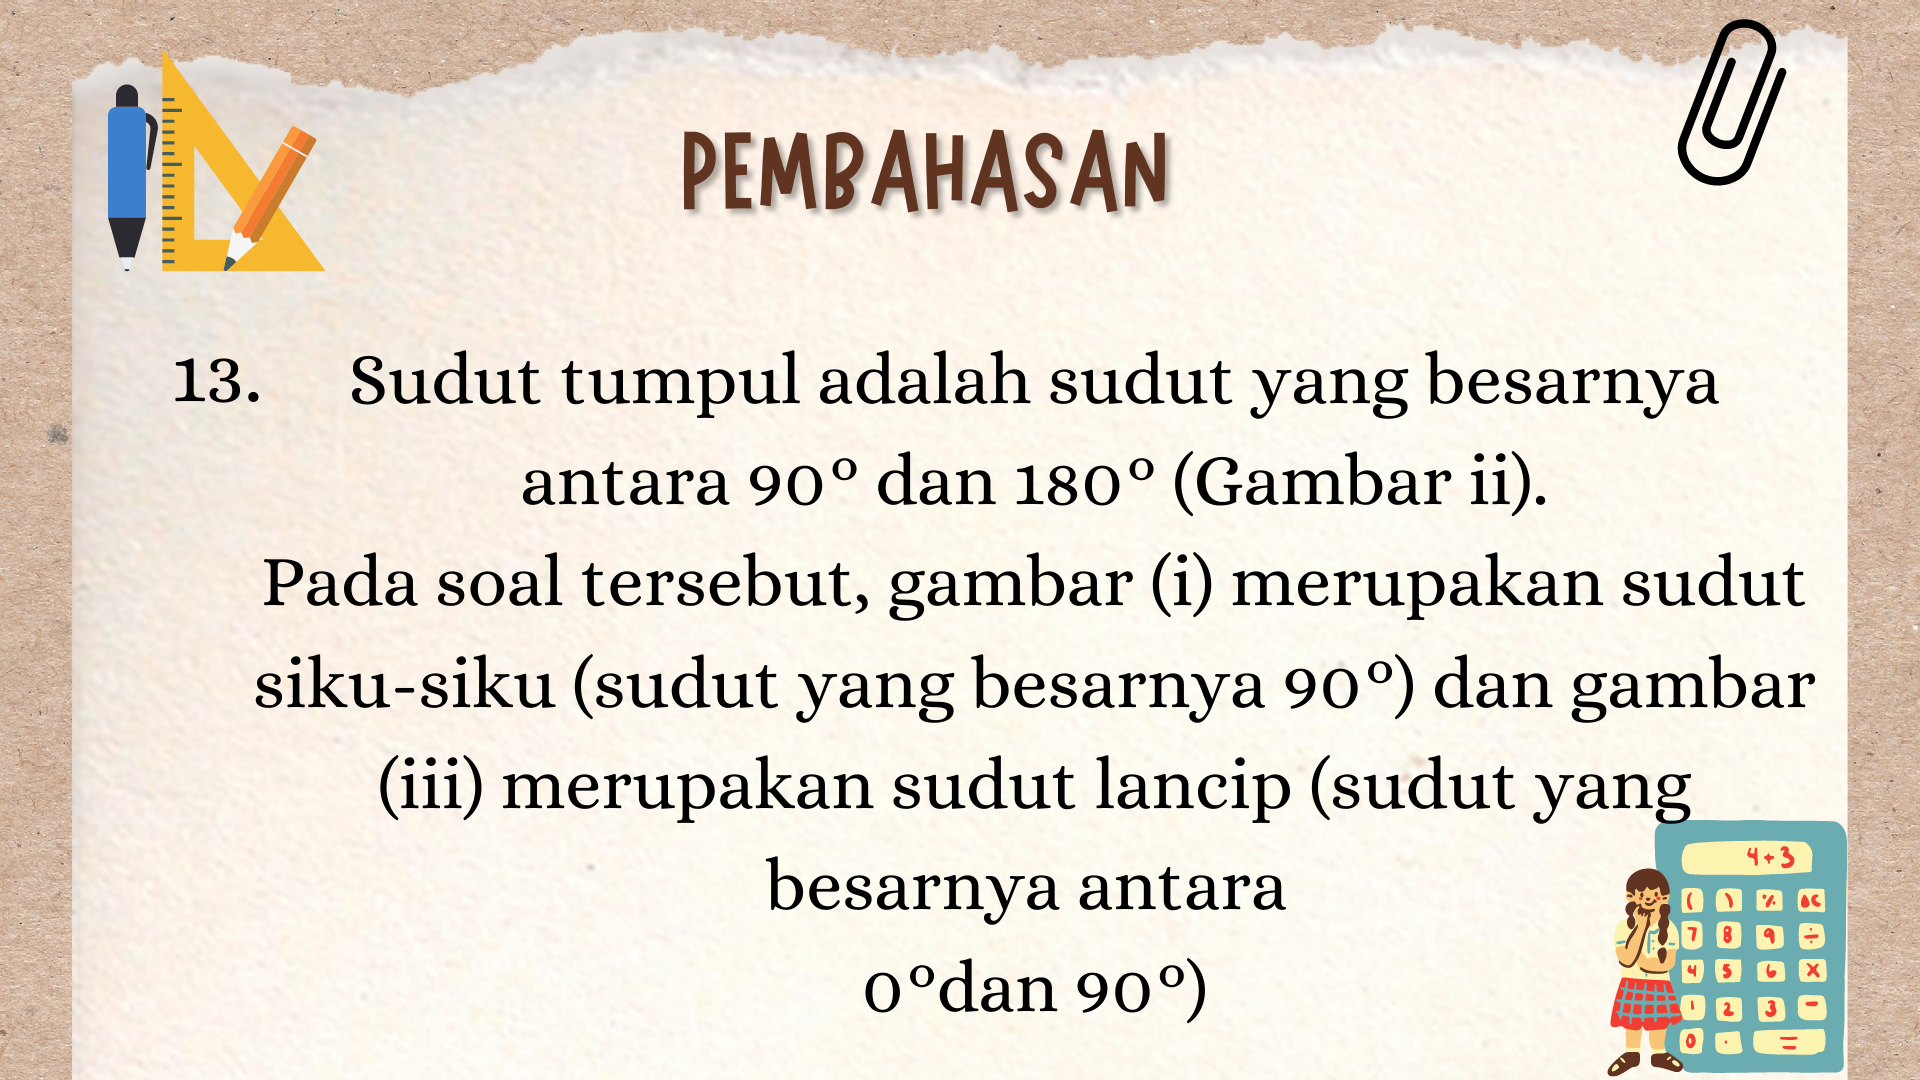 PEMBAHASAN
13. Sudut tumpul adalah sudut yang besarnya
antara 90° dan 180° (Gambar ii).
Pada soal tersebut, gambar (i) merupakan sudut
siku-siku (sudut yang besarnya 90°) dan gambar
(iii) merupakan sudut lancip (sudut yang
besarnya antara
0°dan 90°)
4+3
( ) % AC
7 8 9 ÷
4 5 6 x
1 2 3 -
0 . =